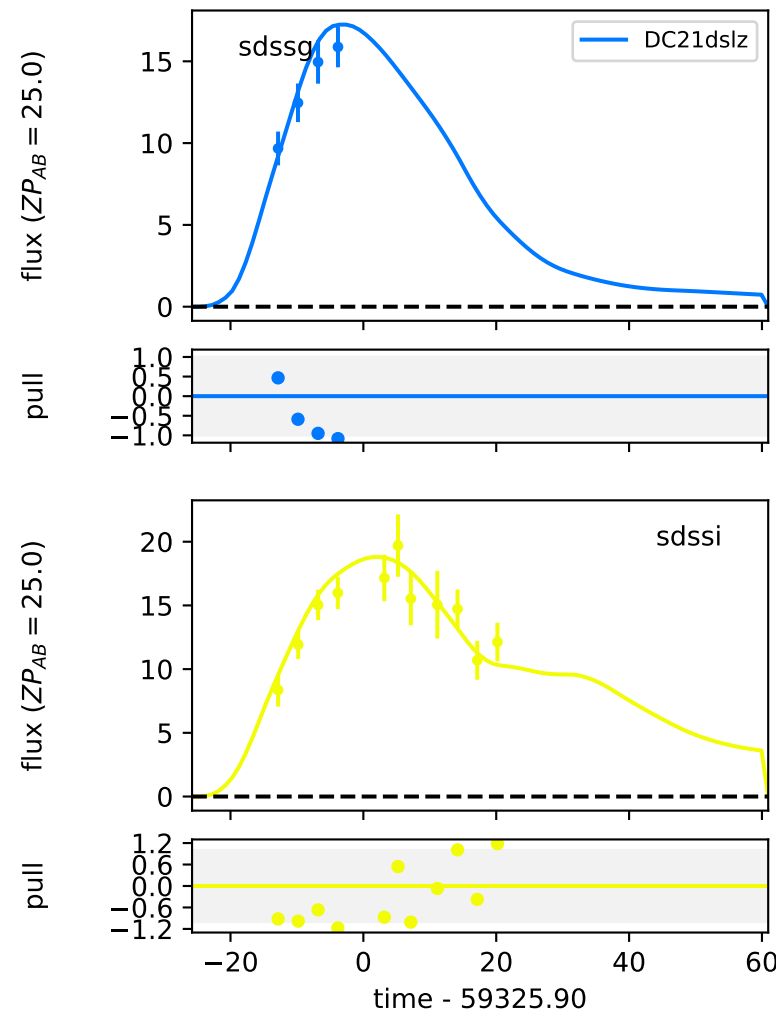 sdssg
DC21dslz
flux (ZP_AB = 25.0)
15
10
5
0
pull
1.0
0.5
0.0
−0.5
−1.0
sdssi
flux (ZP_AB = 25.0)
20
15
10
5
0
pull
1.2
0.6
0.0
−0.6
−1.2
−20 0 20 40 60
time - 59325.90